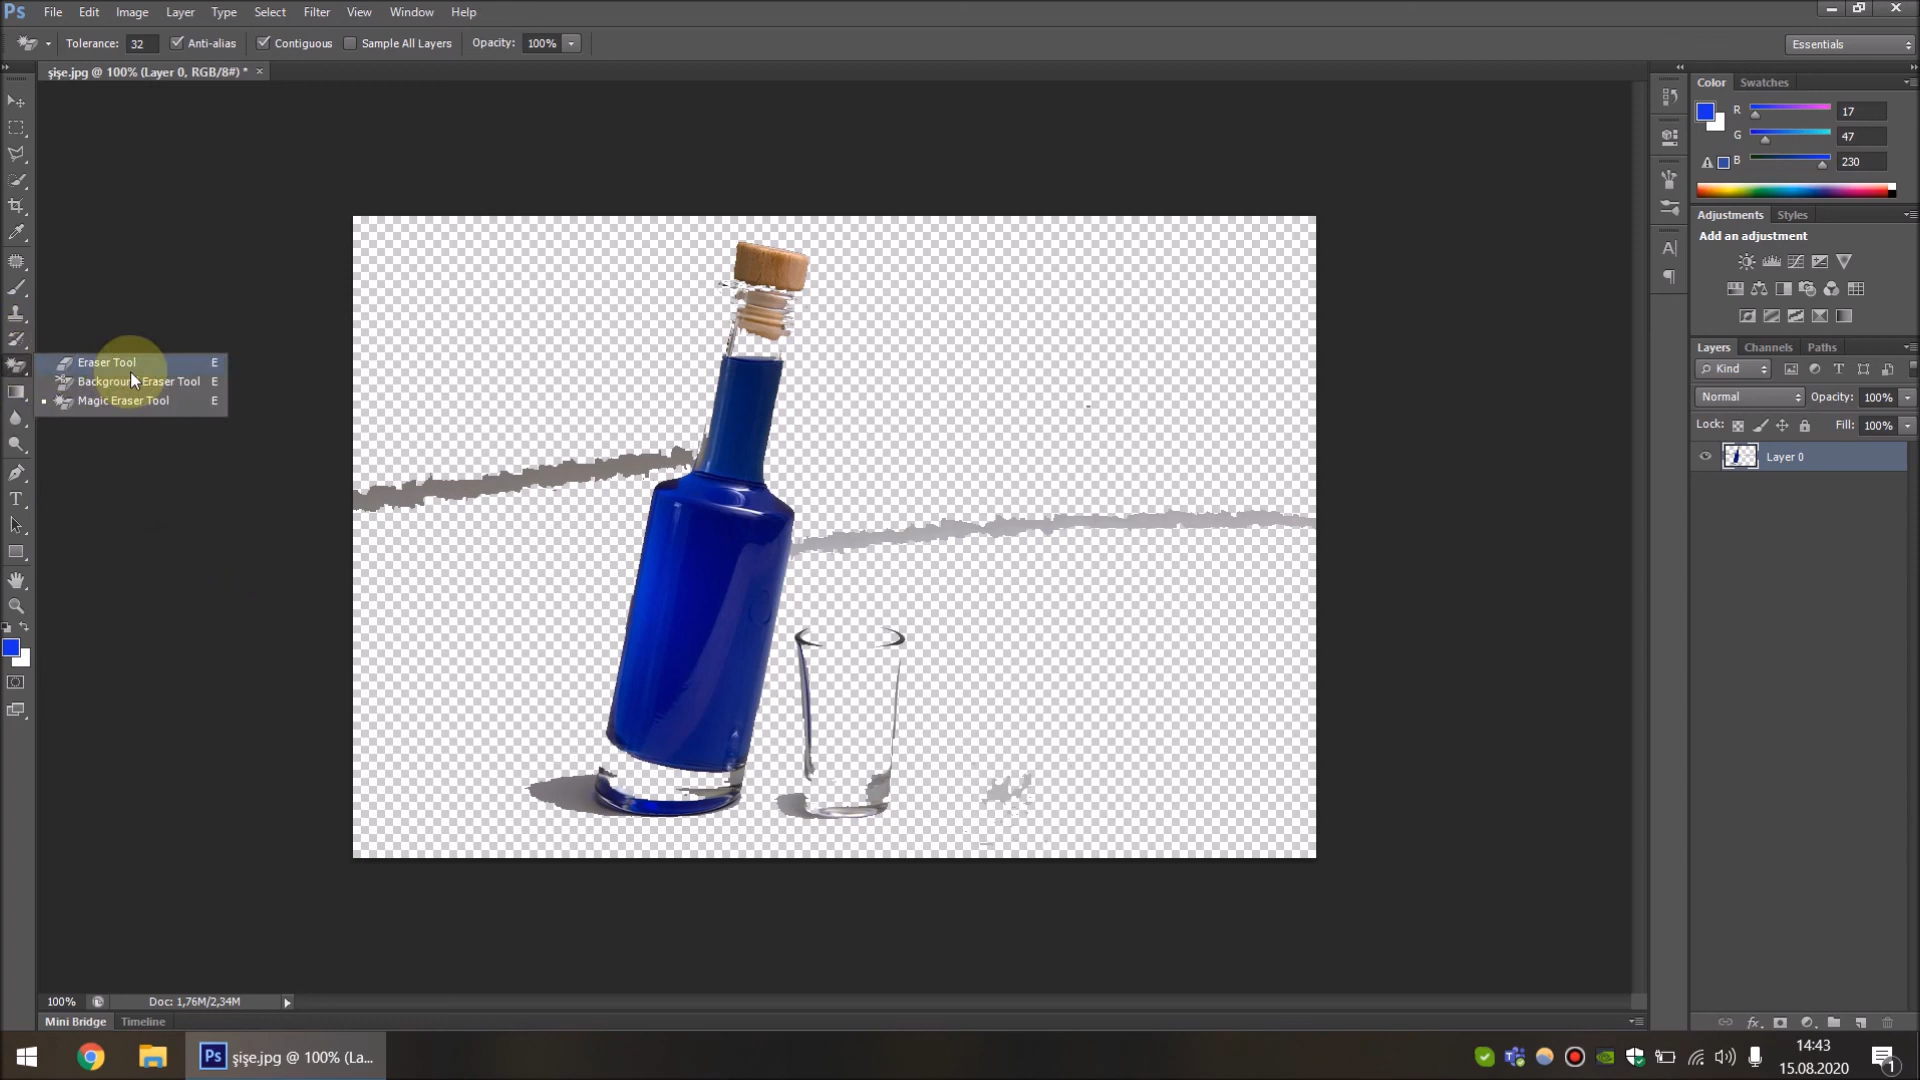 Ps File Edit Image Layer Type Select Filter View Window Help
Tolerance: 32 Anti-alias Contiguous Sample All Layers Opacity: 100% Essentials
şişe.jpg @ 100% (Layer 0, RGB/8#) *
Color Swatches
R 17
G 47
B 230
Adjustments Styles
Add an adjustment
Layers Channels Paths
Kind
Normal Opacity: 100%
Lock: Fill: 100%
Layer 0
Eraser Tool E
Background Eraser Tool E
Magic Eraser Tool E
100% Doc: 1,76M/2,34M
Mini Bridge Timeline
Ps şişe.jpg @ 100% (La...
14:43
15.08.2020
1